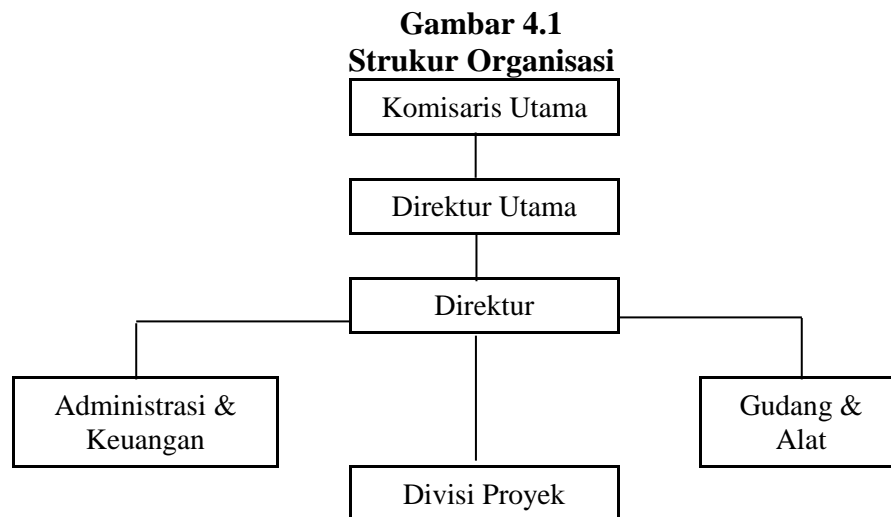 Gambar 4.1
Strukur Organisasi
Komisaris Utama
Direktur Utama
Direktur
Administrasi &
Keuangan
Gudang &
Alat
Divisi Proyek